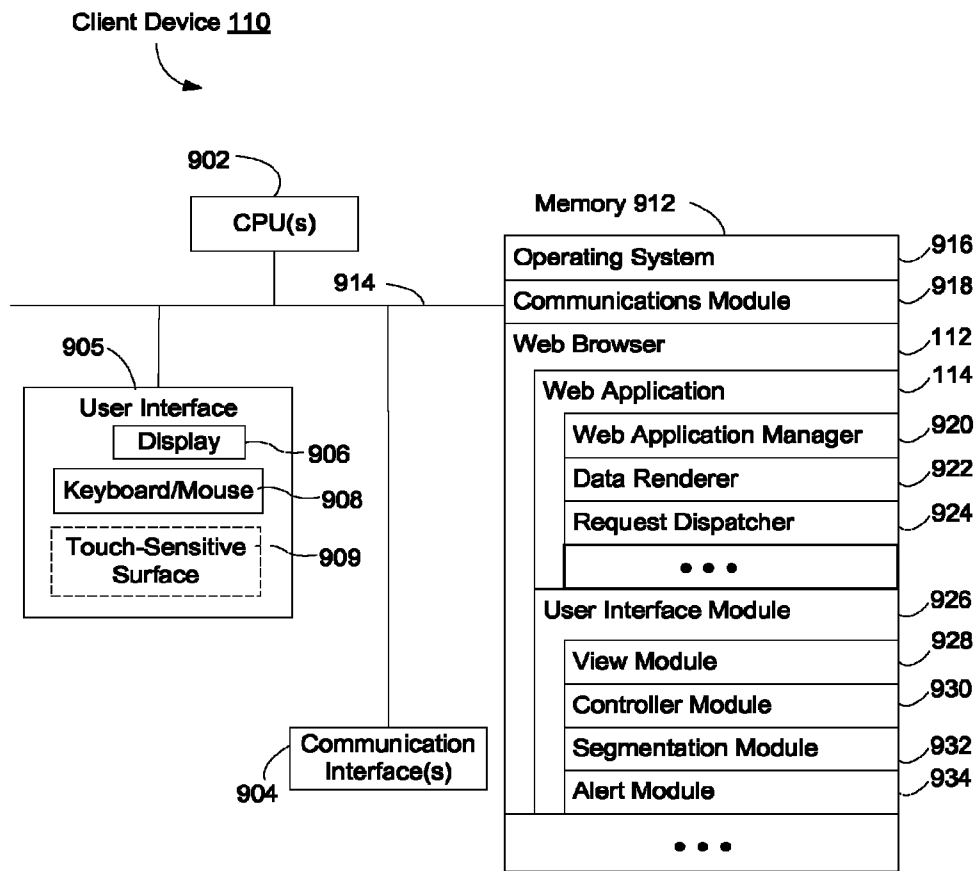 Client Device 110
902
CPU(s)
914
905
User Interface
Display
906
Keyboard/Mouse
908
Touch-Sensitive
Surface
909
Communication
Interface(s)
904
Memory 912
Operating System
916
Communications Module
918
Web Browser
112
Web Application
114
Web Application Manager
920
Data Renderer
922
Request Dispatcher
924
• • •
User Interface Module
926
View Module
928
Controller Module
930
Segmentation Module
932
Alert Module
934
• • •